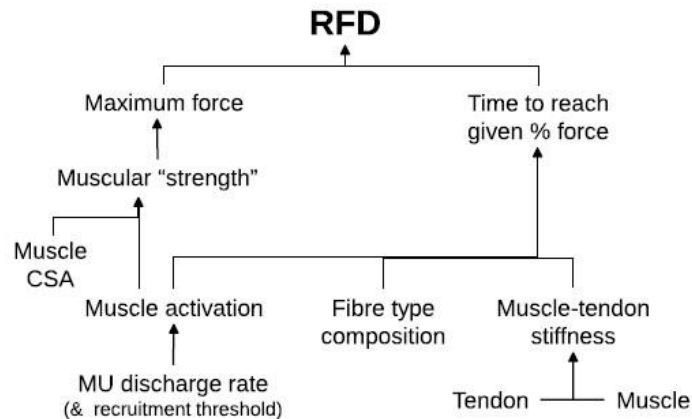 RFD
Maximum force
Time to reach
given % force
Muscular “strength”
Muscle
CSA
Muscle activation
Fibre type
composition
Muscle-tendon
stiffness
MU discharge rate
(& recruitment threshold)
Tendon
Muscle